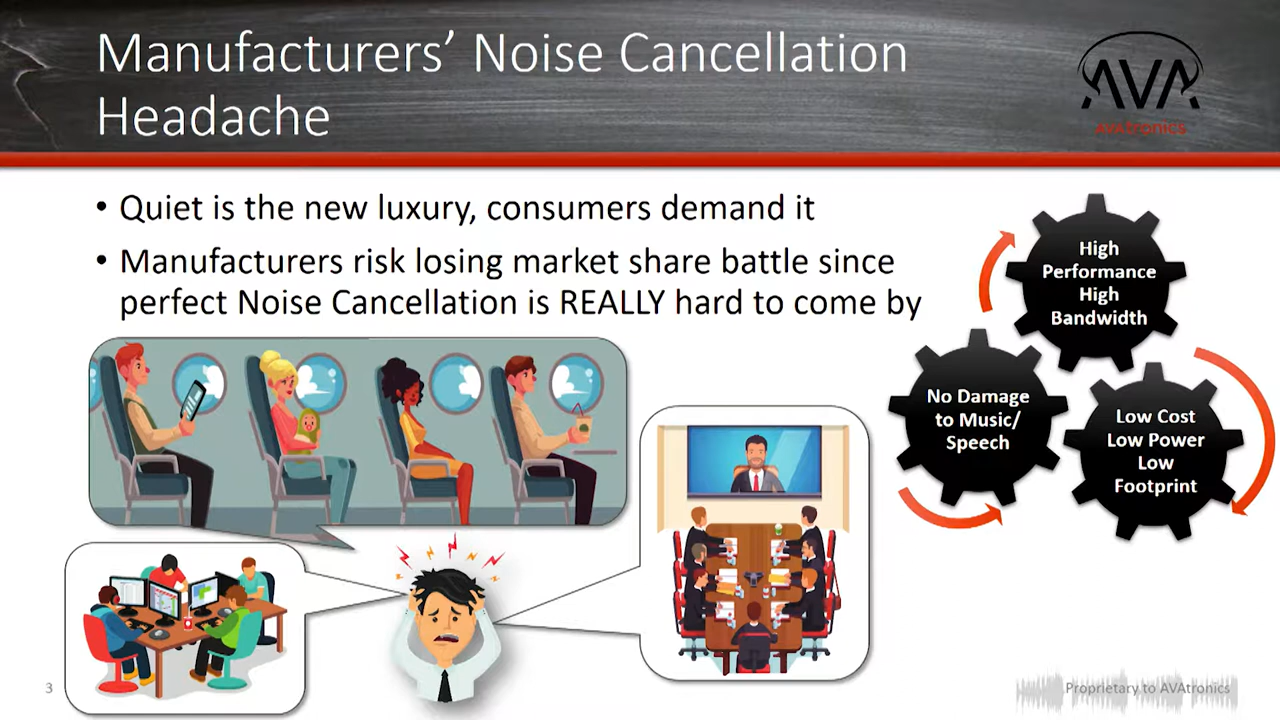 Manufacturers’ Noise Cancellation
Headache
AVA
AVAtronics
• Quiet is the new luxury, consumers demand it
• Manufacturers risk losing market share battle since
perfect Noise Cancellation is REALLY hard to come by
High
Performance
High
Bandwidth
No Damage
to Music/
Speech
Low Cost
Low Power
Low
Footprint
3
Proprietary to AVAtronics